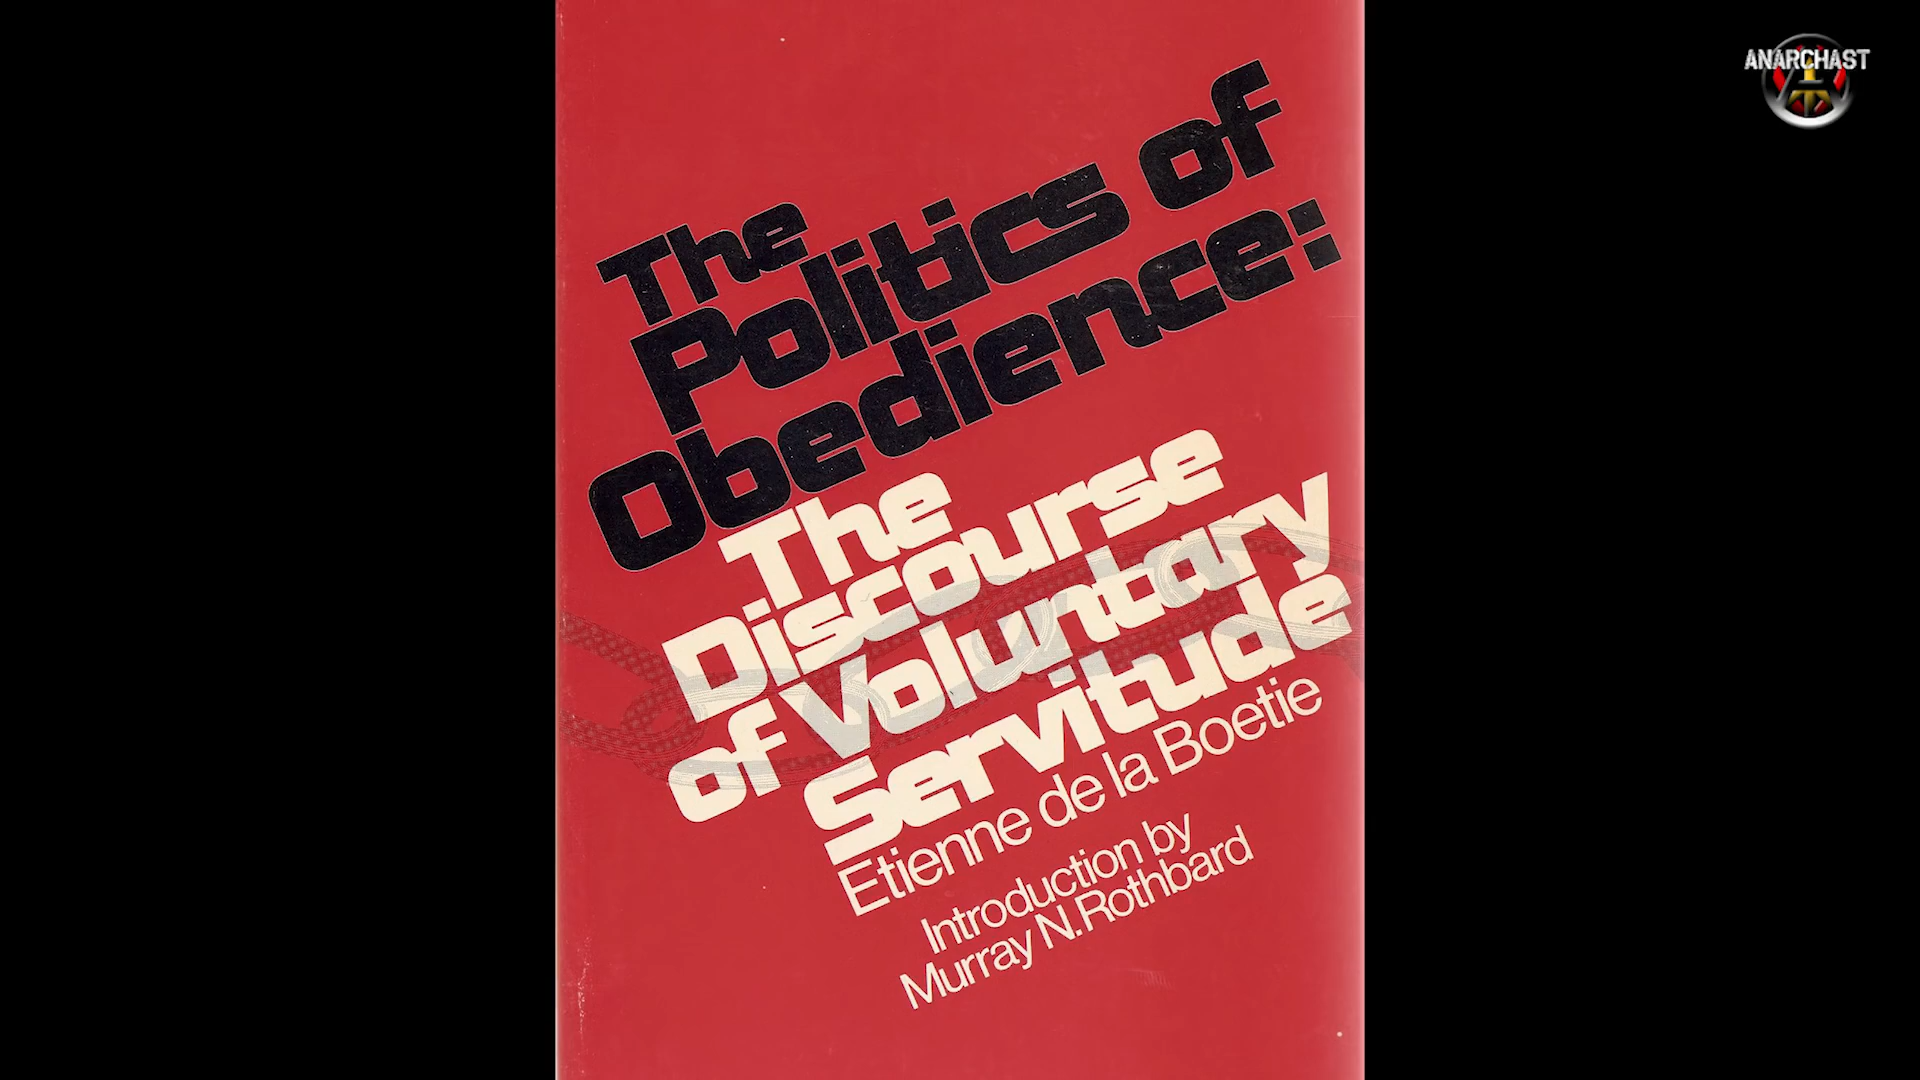 The
Politics of
Obedience:
The
Discourse
of Voluntary
Servitude
Etienne de la Boetie
Introduction by
Murray N. Rothbard
ANARCHAST